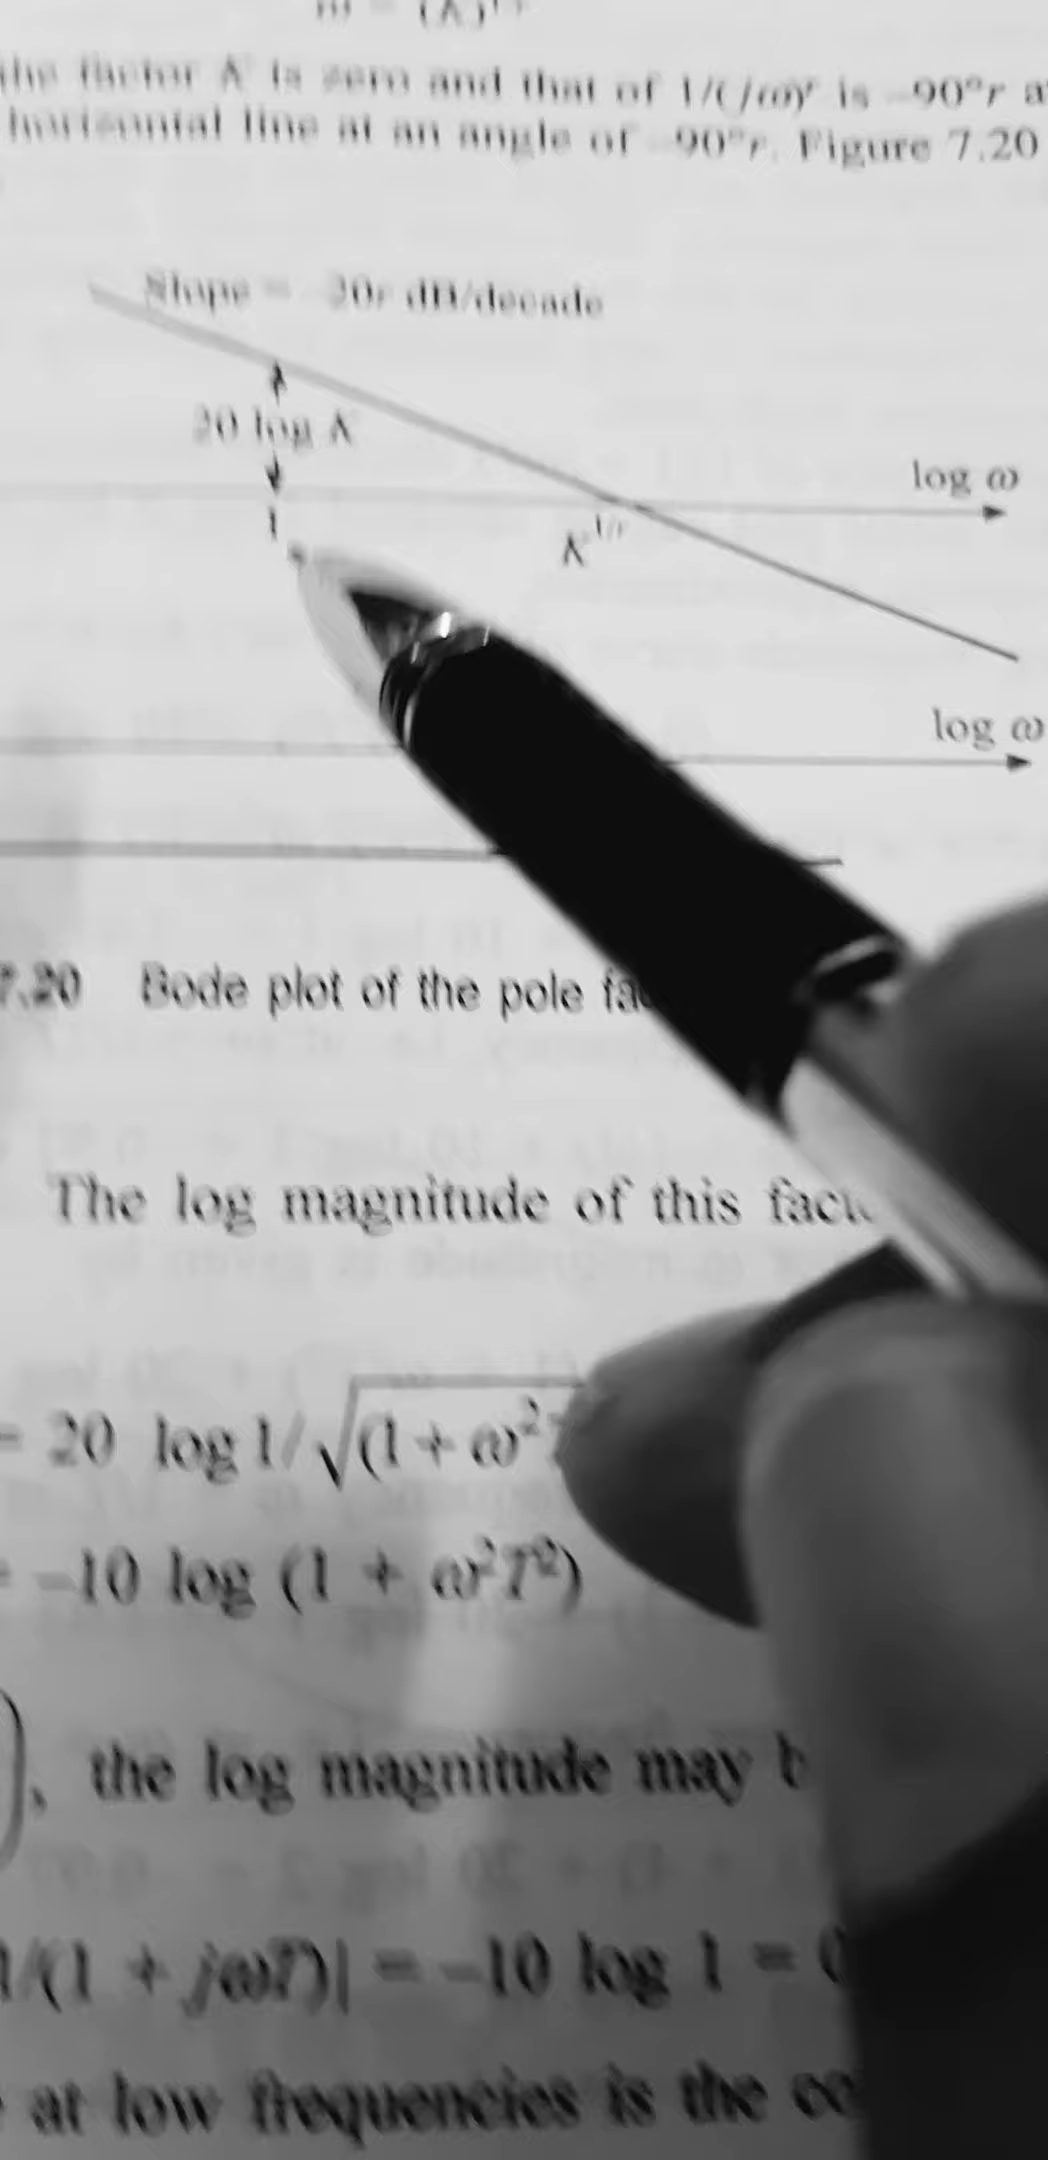 the factor K is zero and that of 1/(jω)ʳ is –90°r a
horizontal line at an angle of –90°r. Figure 7.20
Slope = –20r dB/decade
20 log K
log ω
1
K^{1/r}
log ω
7.20 Bode plot of the pole fa
The log magnitude of this facto
= 20 log 1/√(1 + ω²
= –10 log (1 + ω²T²)
), the log magnitude may b
1/(1 + jωT)| = –10 log 1 = 0
at low frequencies is the co